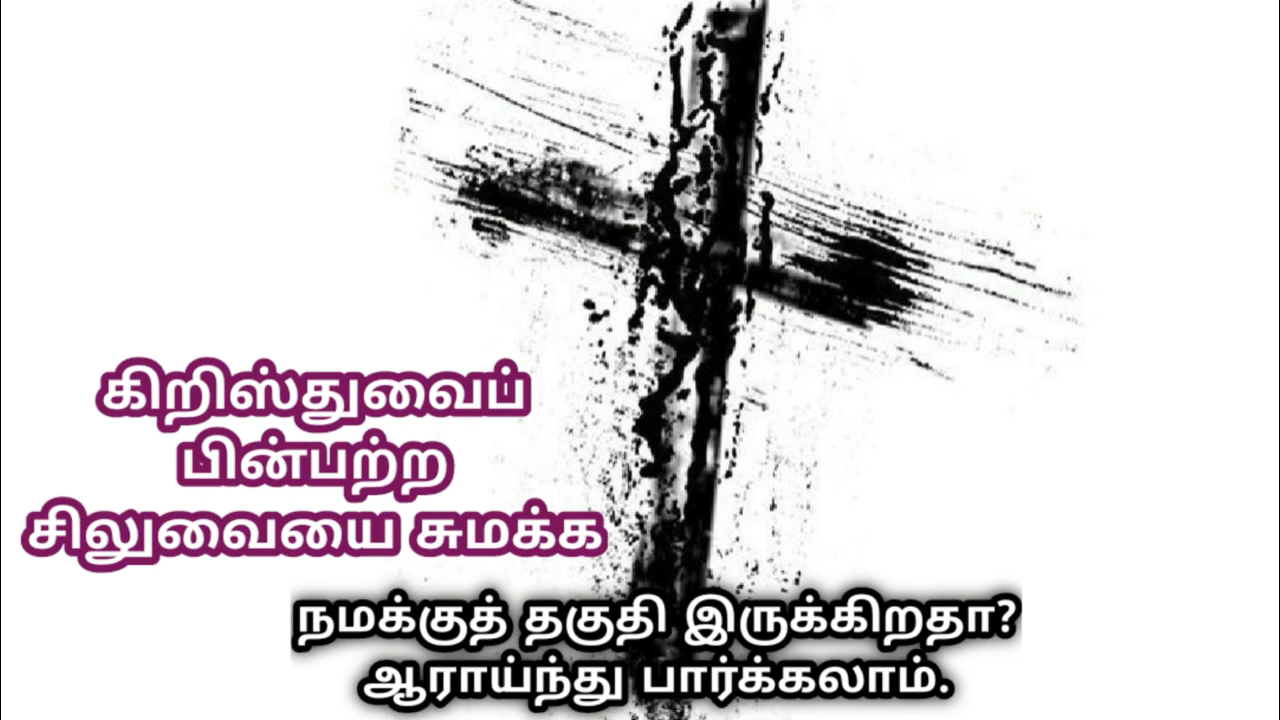 கிறிஸ்துவைப்
பின்பற்ற
சிலுவையை சுமக்க
நமக்குத் தகுதி இருக்கிறதா?
ஆராய்ந்து பார்க்கலாம்.